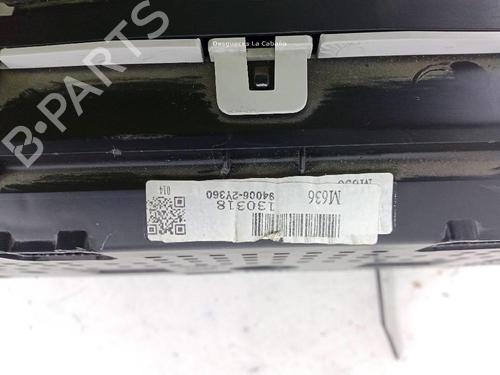 Desguaces La Cabaña
B-PARTS
M636
130318
94006-2Y360
014